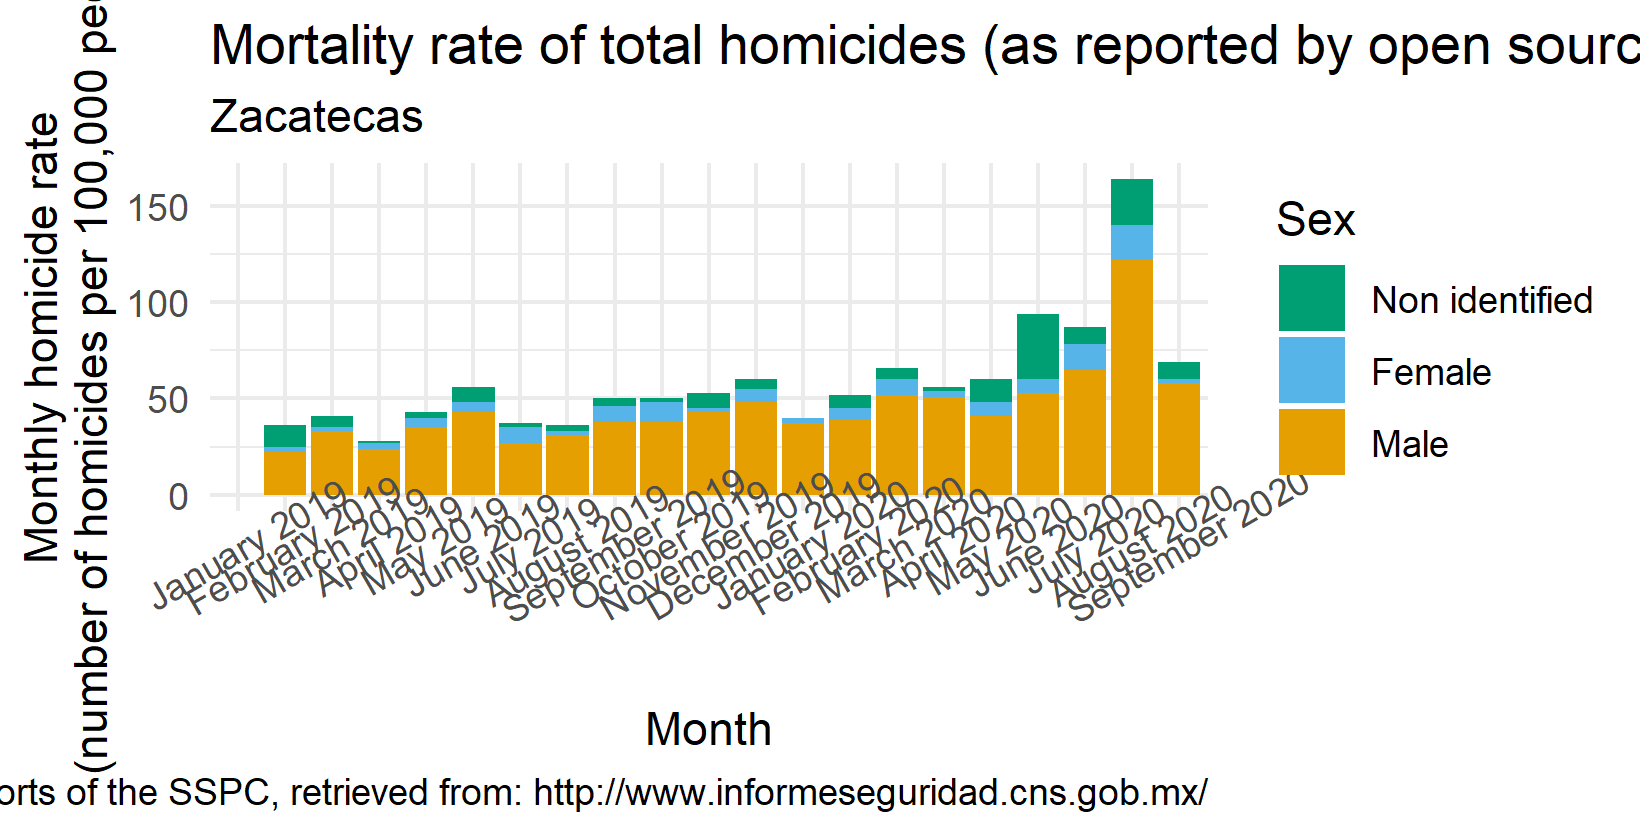 Mortality rate of total homicides (as reported by open sourc
Zacatecas
Monthly homicide rate
(number of homicides per 100,000 pe
150
100
50
0
January 2019
February 2019
March 2019
April 2019
May 2019
June 2019
July 2019
August 2019
September 2019
October 2019
November 2019
December 2019
January 2020
February 2020
March 2020
April 2020
May 2020
June 2020
July 2020
August 2020
September 2020
Month
Sex
Non identified
Female
Male
orts of the SSPC, retrieved from: http://www.informeseguridad.cns.gob.mx/